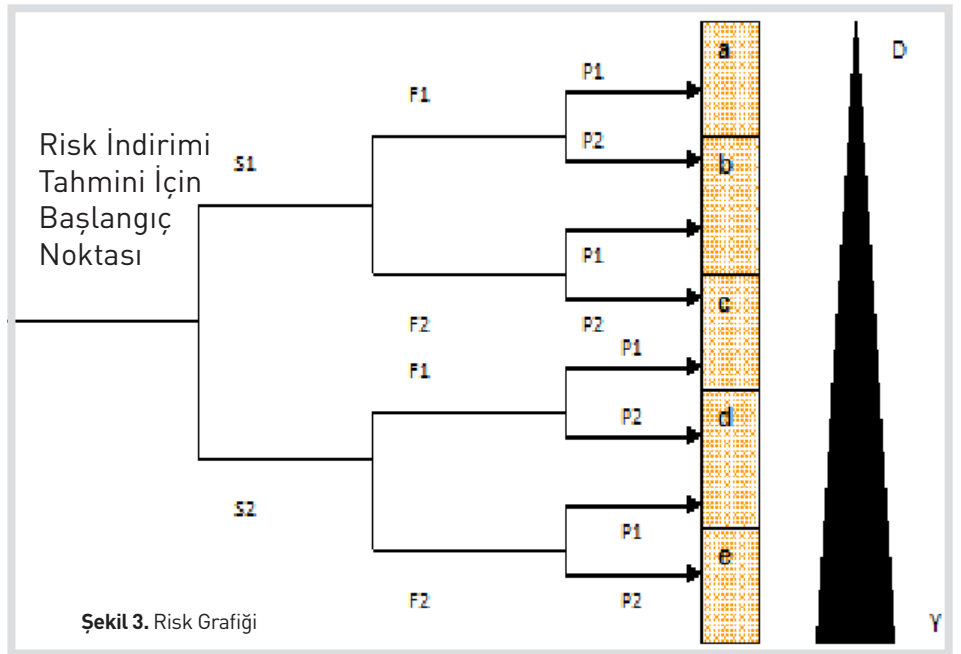 a
D
P1
F1
Risk İndirimi
Tahmini İçin
Başlangıç
Noktası
P2
S1
b
P1
c
F2
P2
P1
F1
P2
d
S2
P1
e
F2
P2
Şekil 3. Risk Grafiği
Y